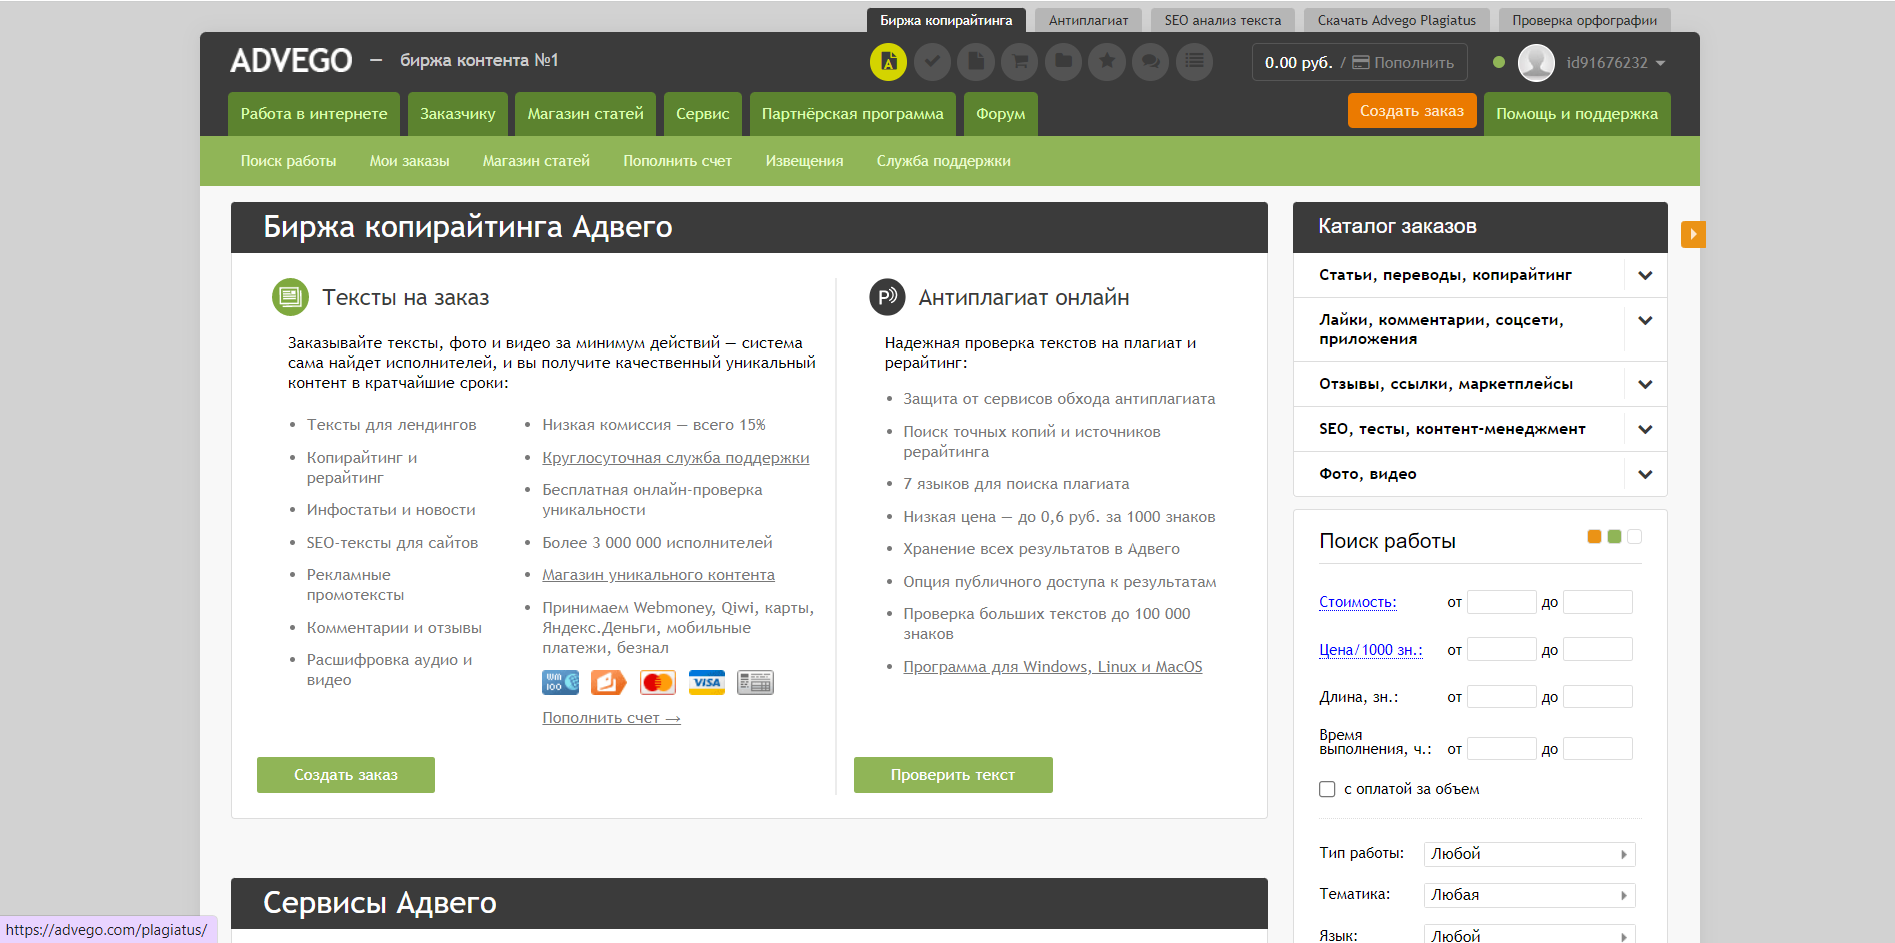 Биржа копирайтинга
Антиплагиат
SEO анализ текста
Скачать Advego Plagiatus
Проверка орфографии
ADVEGO — биржа контента №1
0.00 руб. / Пополнить
id91676232
Работа в интернете
Заказчику
Магазин статей
Сервис
Партнёрская программа
Форум
Создать заказ
Помощь и поддержка
Поиск работы
Мои заказы
Магазин статей
Пополнить счет
Извещения
Служба поддержки
Биржа копирайтинга Адвего
Тексты на заказ
Заказывайте тексты, фото и видео за минимум действий — система
сама найдет исполнителей, и вы получите качественный уникальный
контент в кратчайшие сроки:
• Тексты для лендингов
• Копирайтинг и
рерайтинг
• Инфостатьи и новости
• SEO-тексты для сайтов
• Рекламные
промотексты
• Комментарии и отзывы
• Расшифровка аудио и
видео
• Низкая комиссия — всего 15%
• Круглосуточная служба поддержки
• Бесплатная онлайн-проверка
уникальности
• Более 3 000 000 исполнителей
• Магазин уникального контента
• Принимаем Webmoney, Qiwi, карты,
Яндекс.Деньги, мобильные
платежи, безнал
WM
100
VISA
Пополнить счет →
Создать заказ
Антиплагиат онлайн
Надежная проверка текстов на плагиат и
рерайтинг:
• Защита от сервисов обхода антиплагиата
• Поиск точных копий и источников
рерайтинга
• 7 языков для поиска плагиата
• Низкая цена — до 0,6 руб. за 1000 знаков
• Хранение всех результатов в Адвего
• Опция публичного доступа к результатам
• Проверка больших текстов до 100 000
знаков
• Программа для Windows, Linux и MacOS
Проверить текст
Сервисы Адвего
Каталог заказов
Статьи, переводы, копирайтинг
Лайки, комментарии, соцсети,
приложения
Отзывы, ссылки, маркетплейсы
SEO, тесты, контент-менеджмент
Фото, видео
Поиск работы
Стоимость: от до
Цена/1000 зн.: от до
Длина, зн.: от до
Время
выполнения, ч.: от до
с оплатой за объем
Тип работы: Любой
Тематика: Любая
Язык: Любой
https://advego.com/plagiatus/